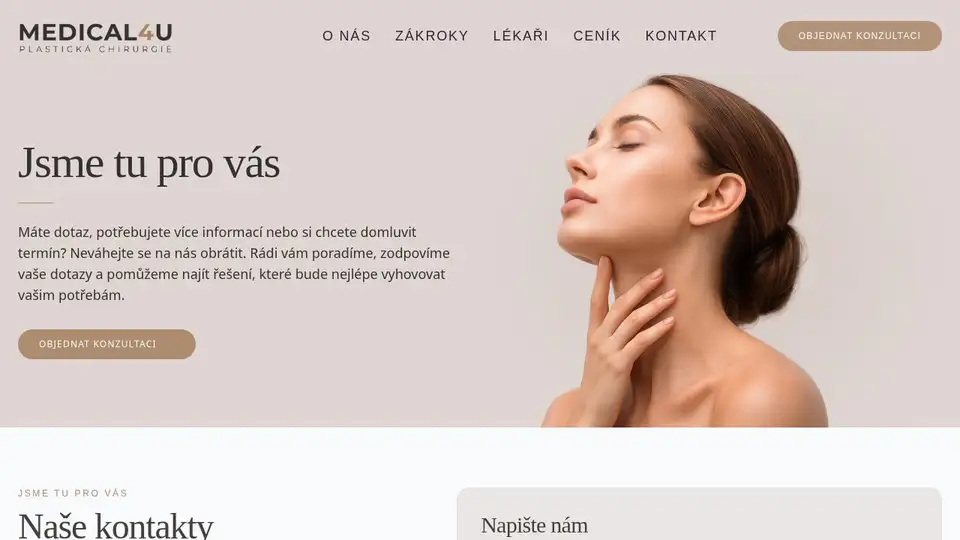 MEDICAL4U
PLASTICKÁ CHIRURGIE
O NÁS
ZÁKROKY
LÉKAŘI
CENÍK
KONTAKT
OBJEDNAT KONZULTACI
Jsme tu pro vás
Máte dotaz, potřebujete více informací nebo si chcete domluvit
termín? Neváhejte se na nás obrátit. Rádi vám poradíme, zodpovíme
vaše dotazy a pomůžeme najít řešení, které bude nejlépe vyhovovat
vašim potřebám.
OBJEDNAT KONZULTACI
JSME TU PRO VÁS
Naše kontakty
Napište nám